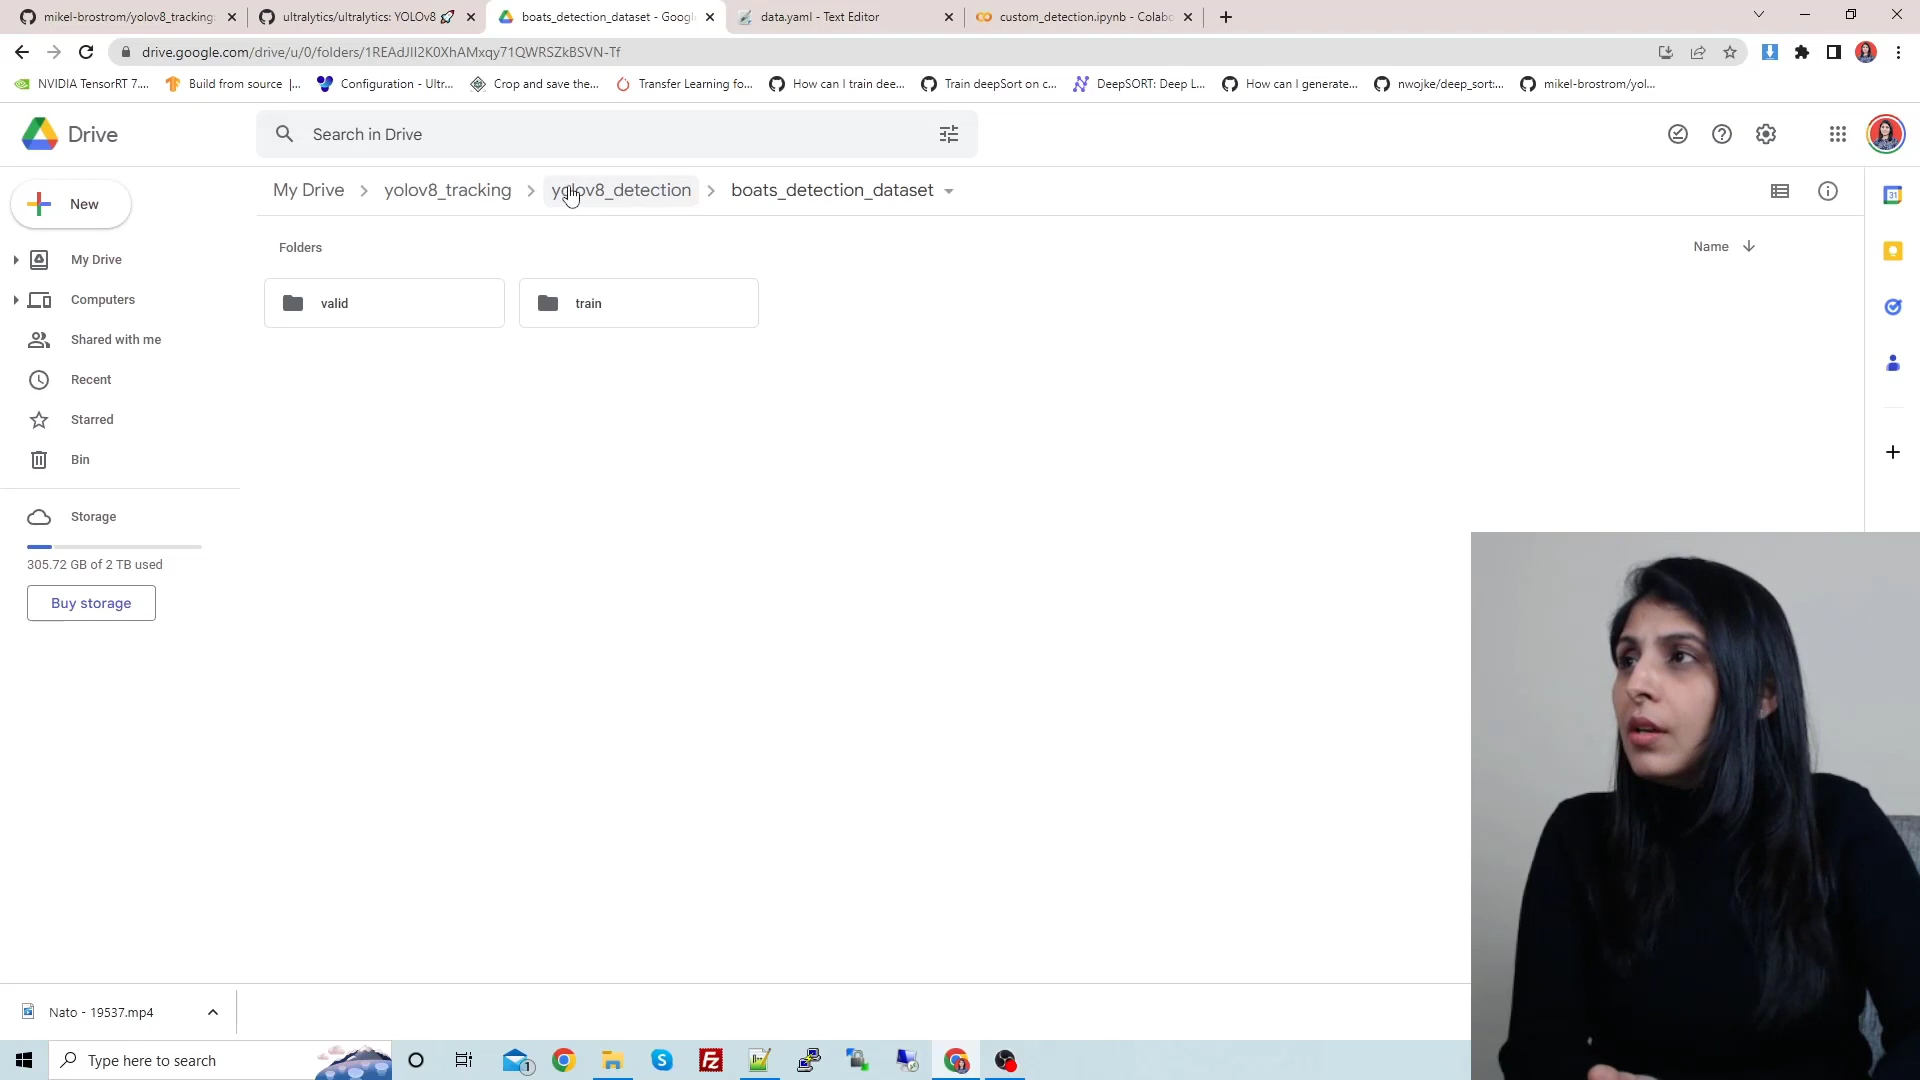 mikel-brostrom/yolov8_tracking:
ultralytics/ultralytics: YOLOv8 🚀
boats_detection_dataset - Googl
data.yaml - Text Editor
custom_detection.ipynb - Colabo
drive.google.com/drive/u/0/folders/1REAdJIl2K0XhAMxqy71QWRSZkBSVN-Tf
NVIDIA TensorRT 7....
Build from source |...
Configuration - Ultr...
Crop and save the...
Transfer Learning fo...
How can I train dee...
Train deepSort on c...
DeepSORT: Deep L...
How can I generate...
nwojke/deep_sort:...
mikel-brostrom/yol...
Drive
Search in Drive
My Drive
yolov8_tracking
yolov8_detection
boats_detection_dataset
New
Folders
Name
valid
train
My Drive
Computers
Shared with me
Recent
Starred
Bin
Storage
305.72 GB of 2 TB used
Buy storage
31
Nato - 19537.mp4
Type here to search
1